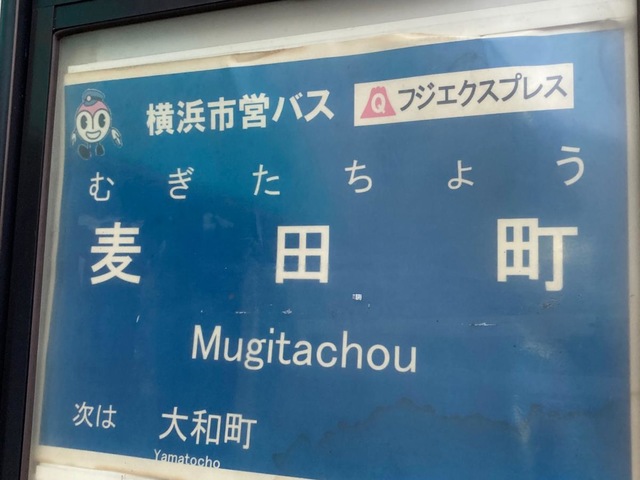 横浜市営バス Q フジエクスプレス
むぎたちょう
麦田町
Mugitachou
次は 大和町
Yamatocho